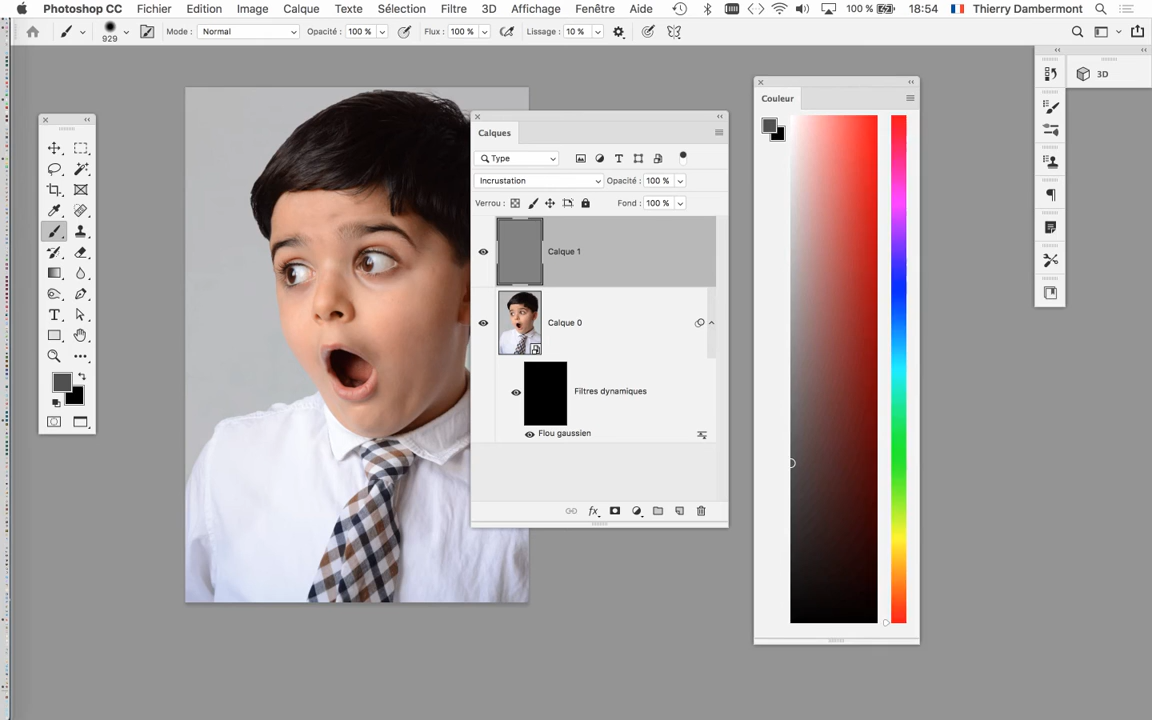 Photoshop CC Fichier Edition Image Calque Texte Sélection Filtre 3D Affichage Fenêtre Aide 100 % 18:54 Thierry Dambermont
929 Mode : Normal Opacité : 100 % Flux : 100 % Lissage : 10 %
3D
Couleur
Calques
Type
Incrustation Opacité : 100 %
Verrou : Fond : 100 %
Calque 1
Calque 0
Filtres dynamiques
Flou gaussien
fx